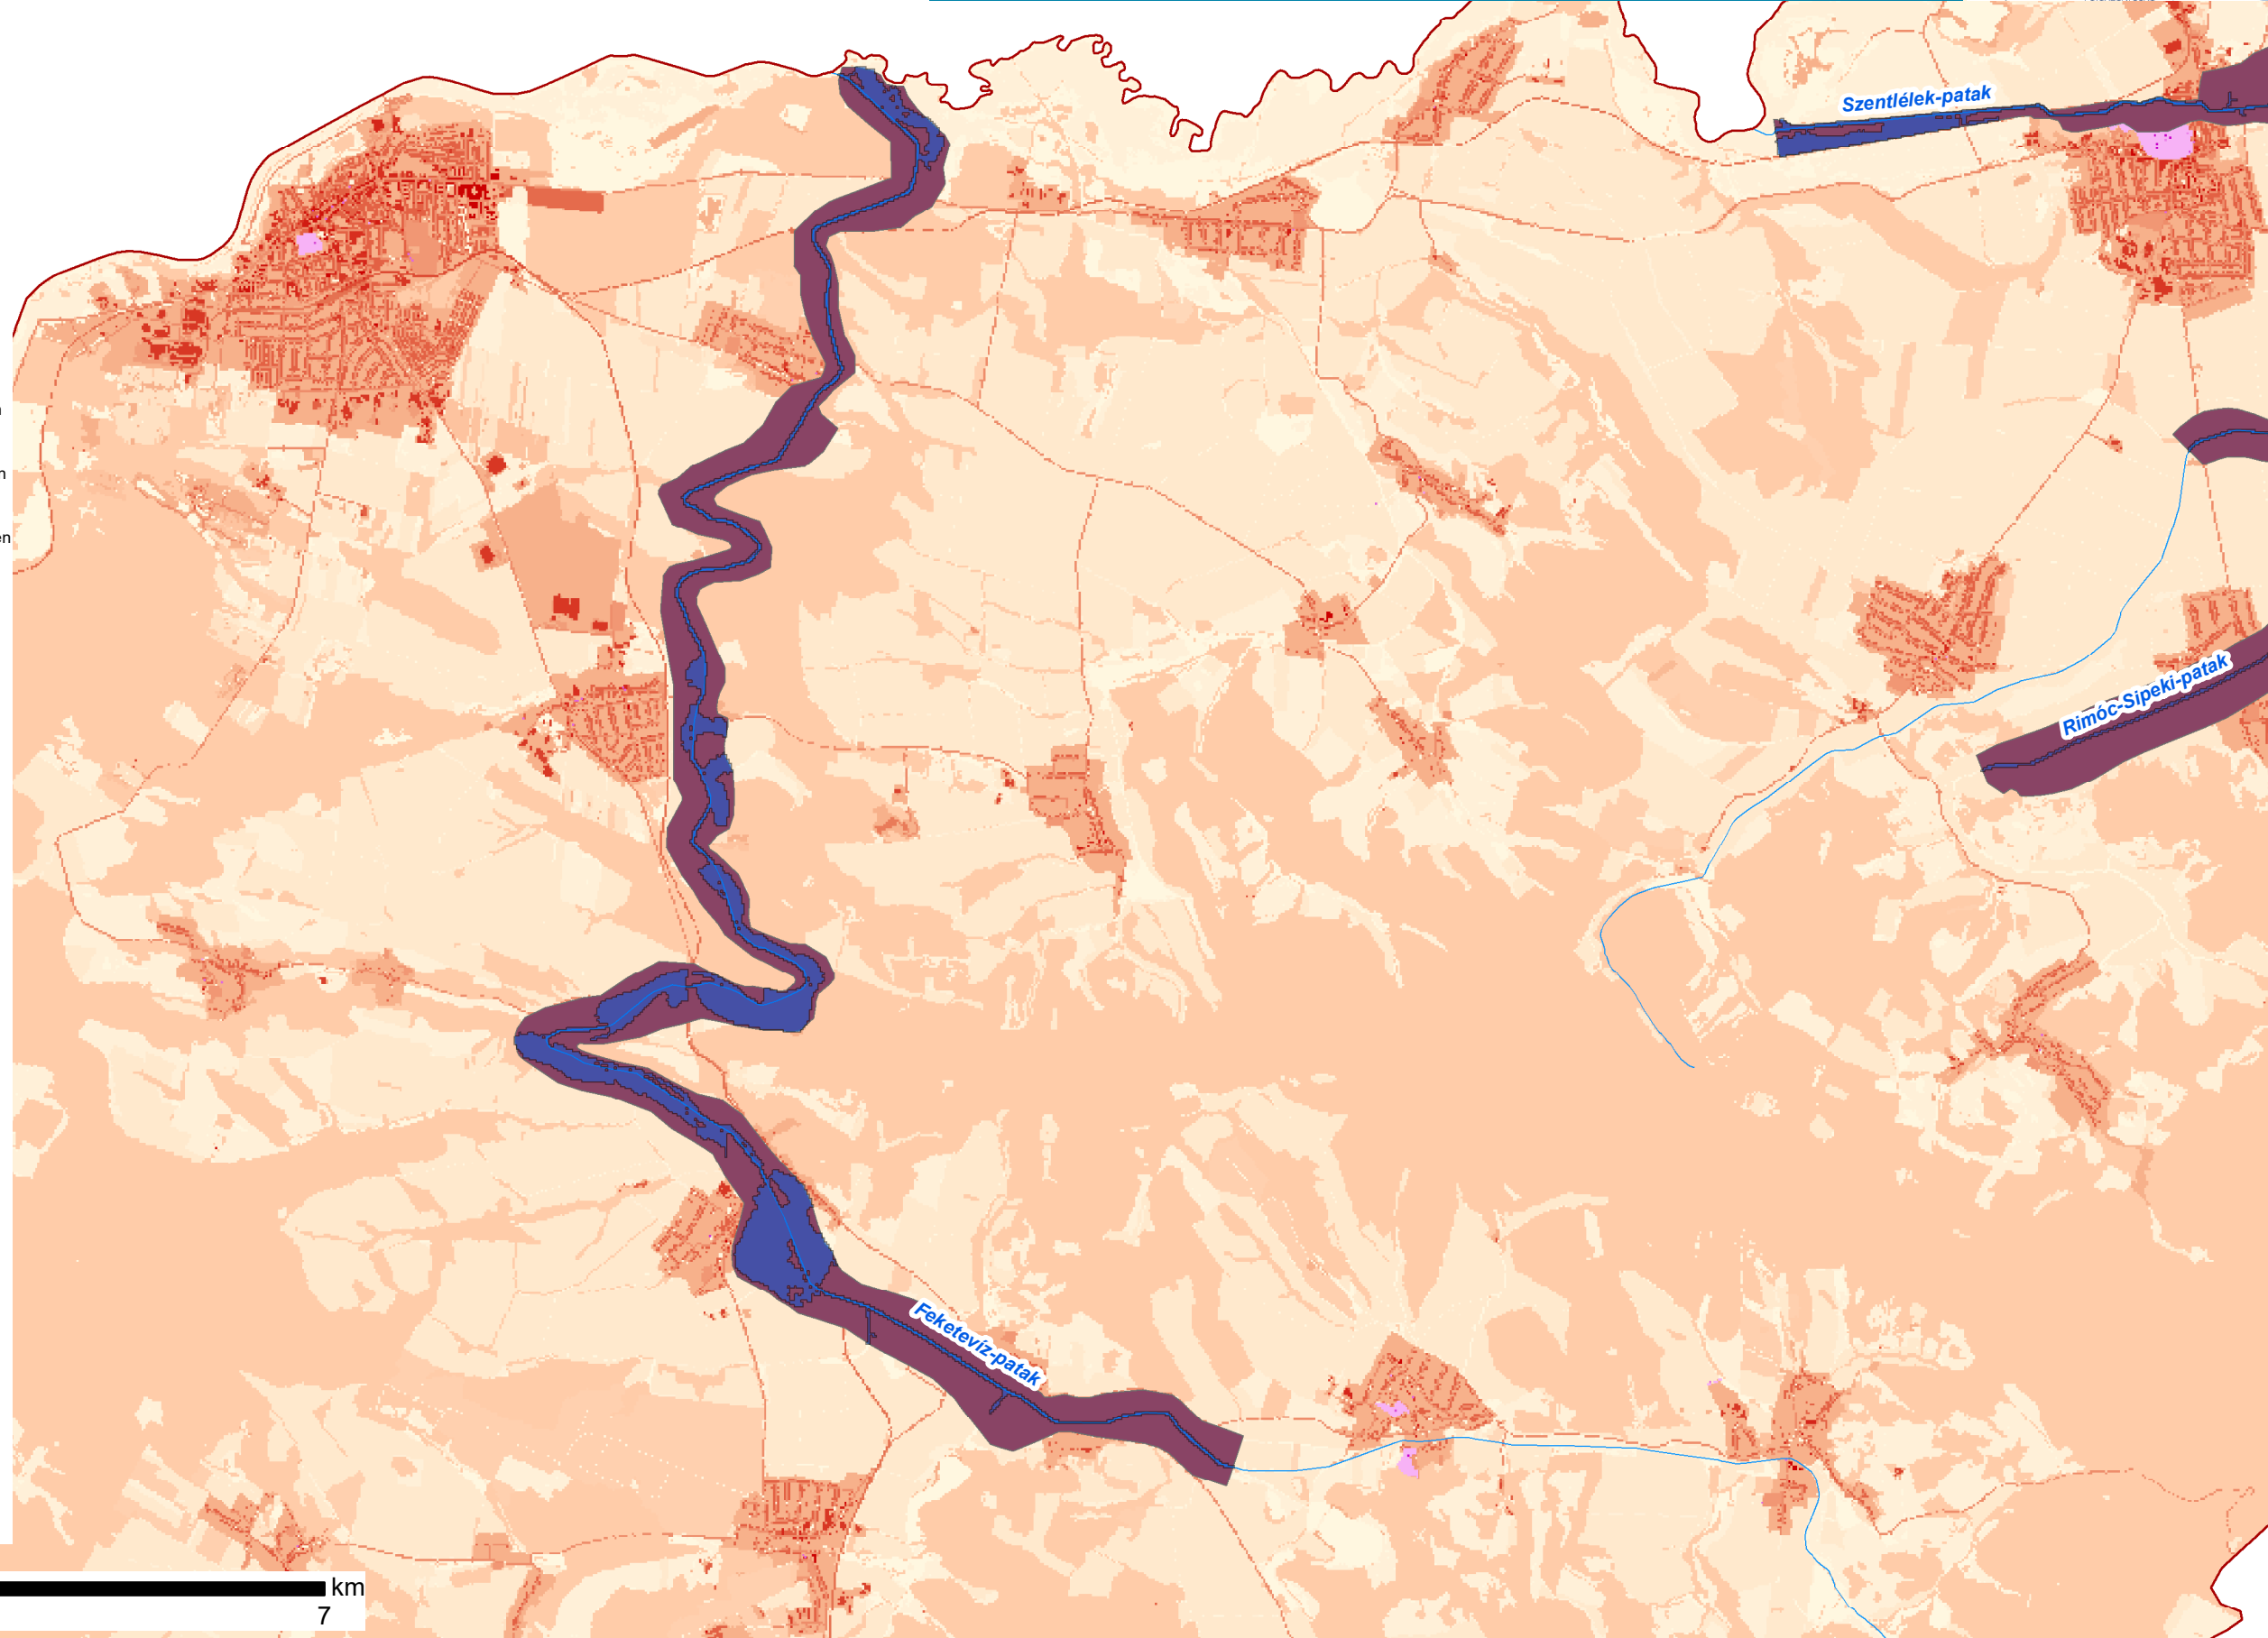 Szentlélek-patak
Rimóc-Sipeki-patak
Feketevíz-patak
km
7